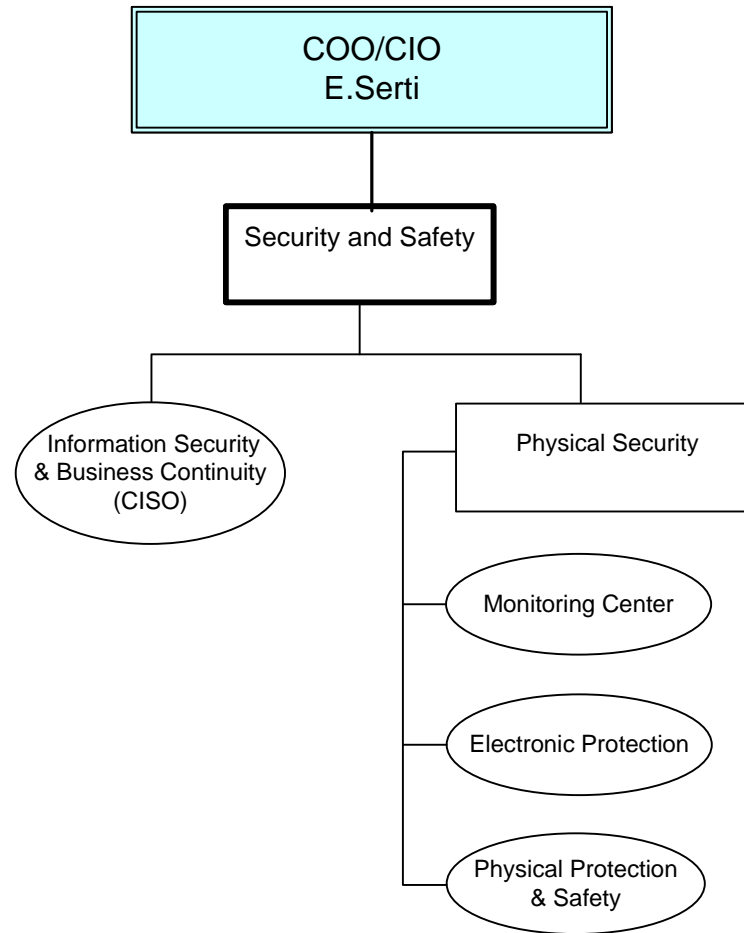 COO/CIO
E.Serti
Security and Safety
Information Security
& Business Continuity
(CISO)
Physical Security
Monitoring Center
Electronic Protection
Physical Protection
& Safety